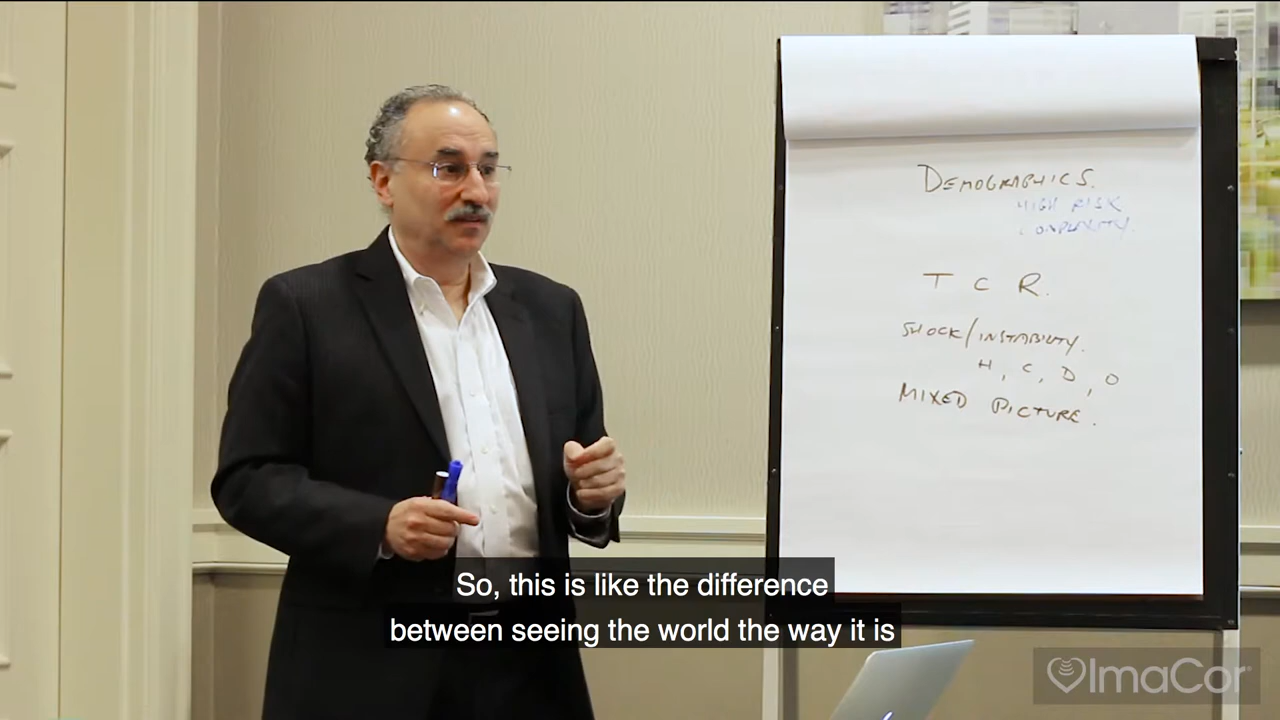 DEMOGRAPHICS.
HIGH RISK
COMPLEXITY.
T C R.
SHOCK/INSTABILITY.
H, C, D, O
MIXED PICTURE.
So, this is like the difference
between seeing the world the way it is
ImaCor